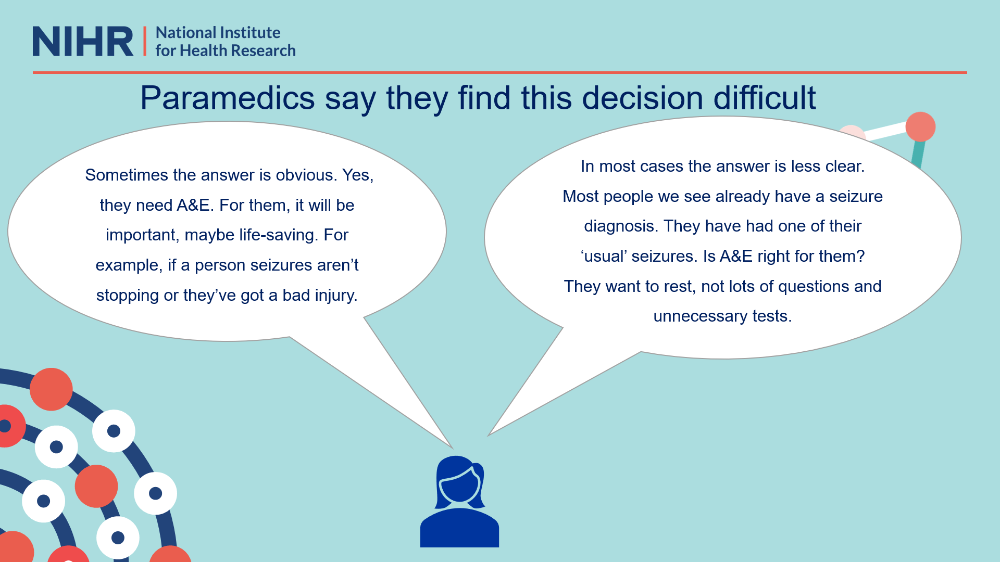 NIHR | National Institute
for Health Research
Paramedics say they find this decision difficult
Sometimes the answer is obvious. Yes,
they need A&E. For them, it will be
important, maybe life-saving. For
example, if a person seizures aren’t
stopping or they’ve got a bad injury.
In most cases the answer is less clear.
Most people we see already have a seizure
diagnosis. They have had one of their
‘usual’ seizures. Is A&E right for them?
They want to rest, not lots of questions and
unnecessary tests.